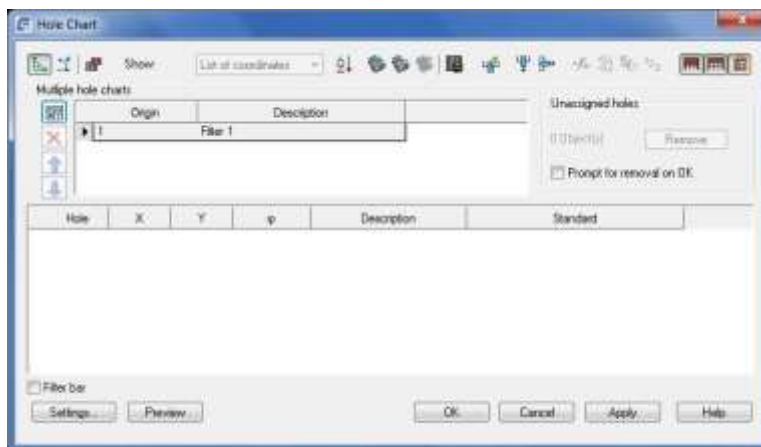 Hole Chart
Show
List of coordinates
Multiple hole charts
Origin Description
1 Filter 1
Unassigned holes
0 Object(s) Remove
Prompt for removal on OK
Hole X Y φ Description Standard
Filter bar
Settings... Preview... OK Cancel Apply Help